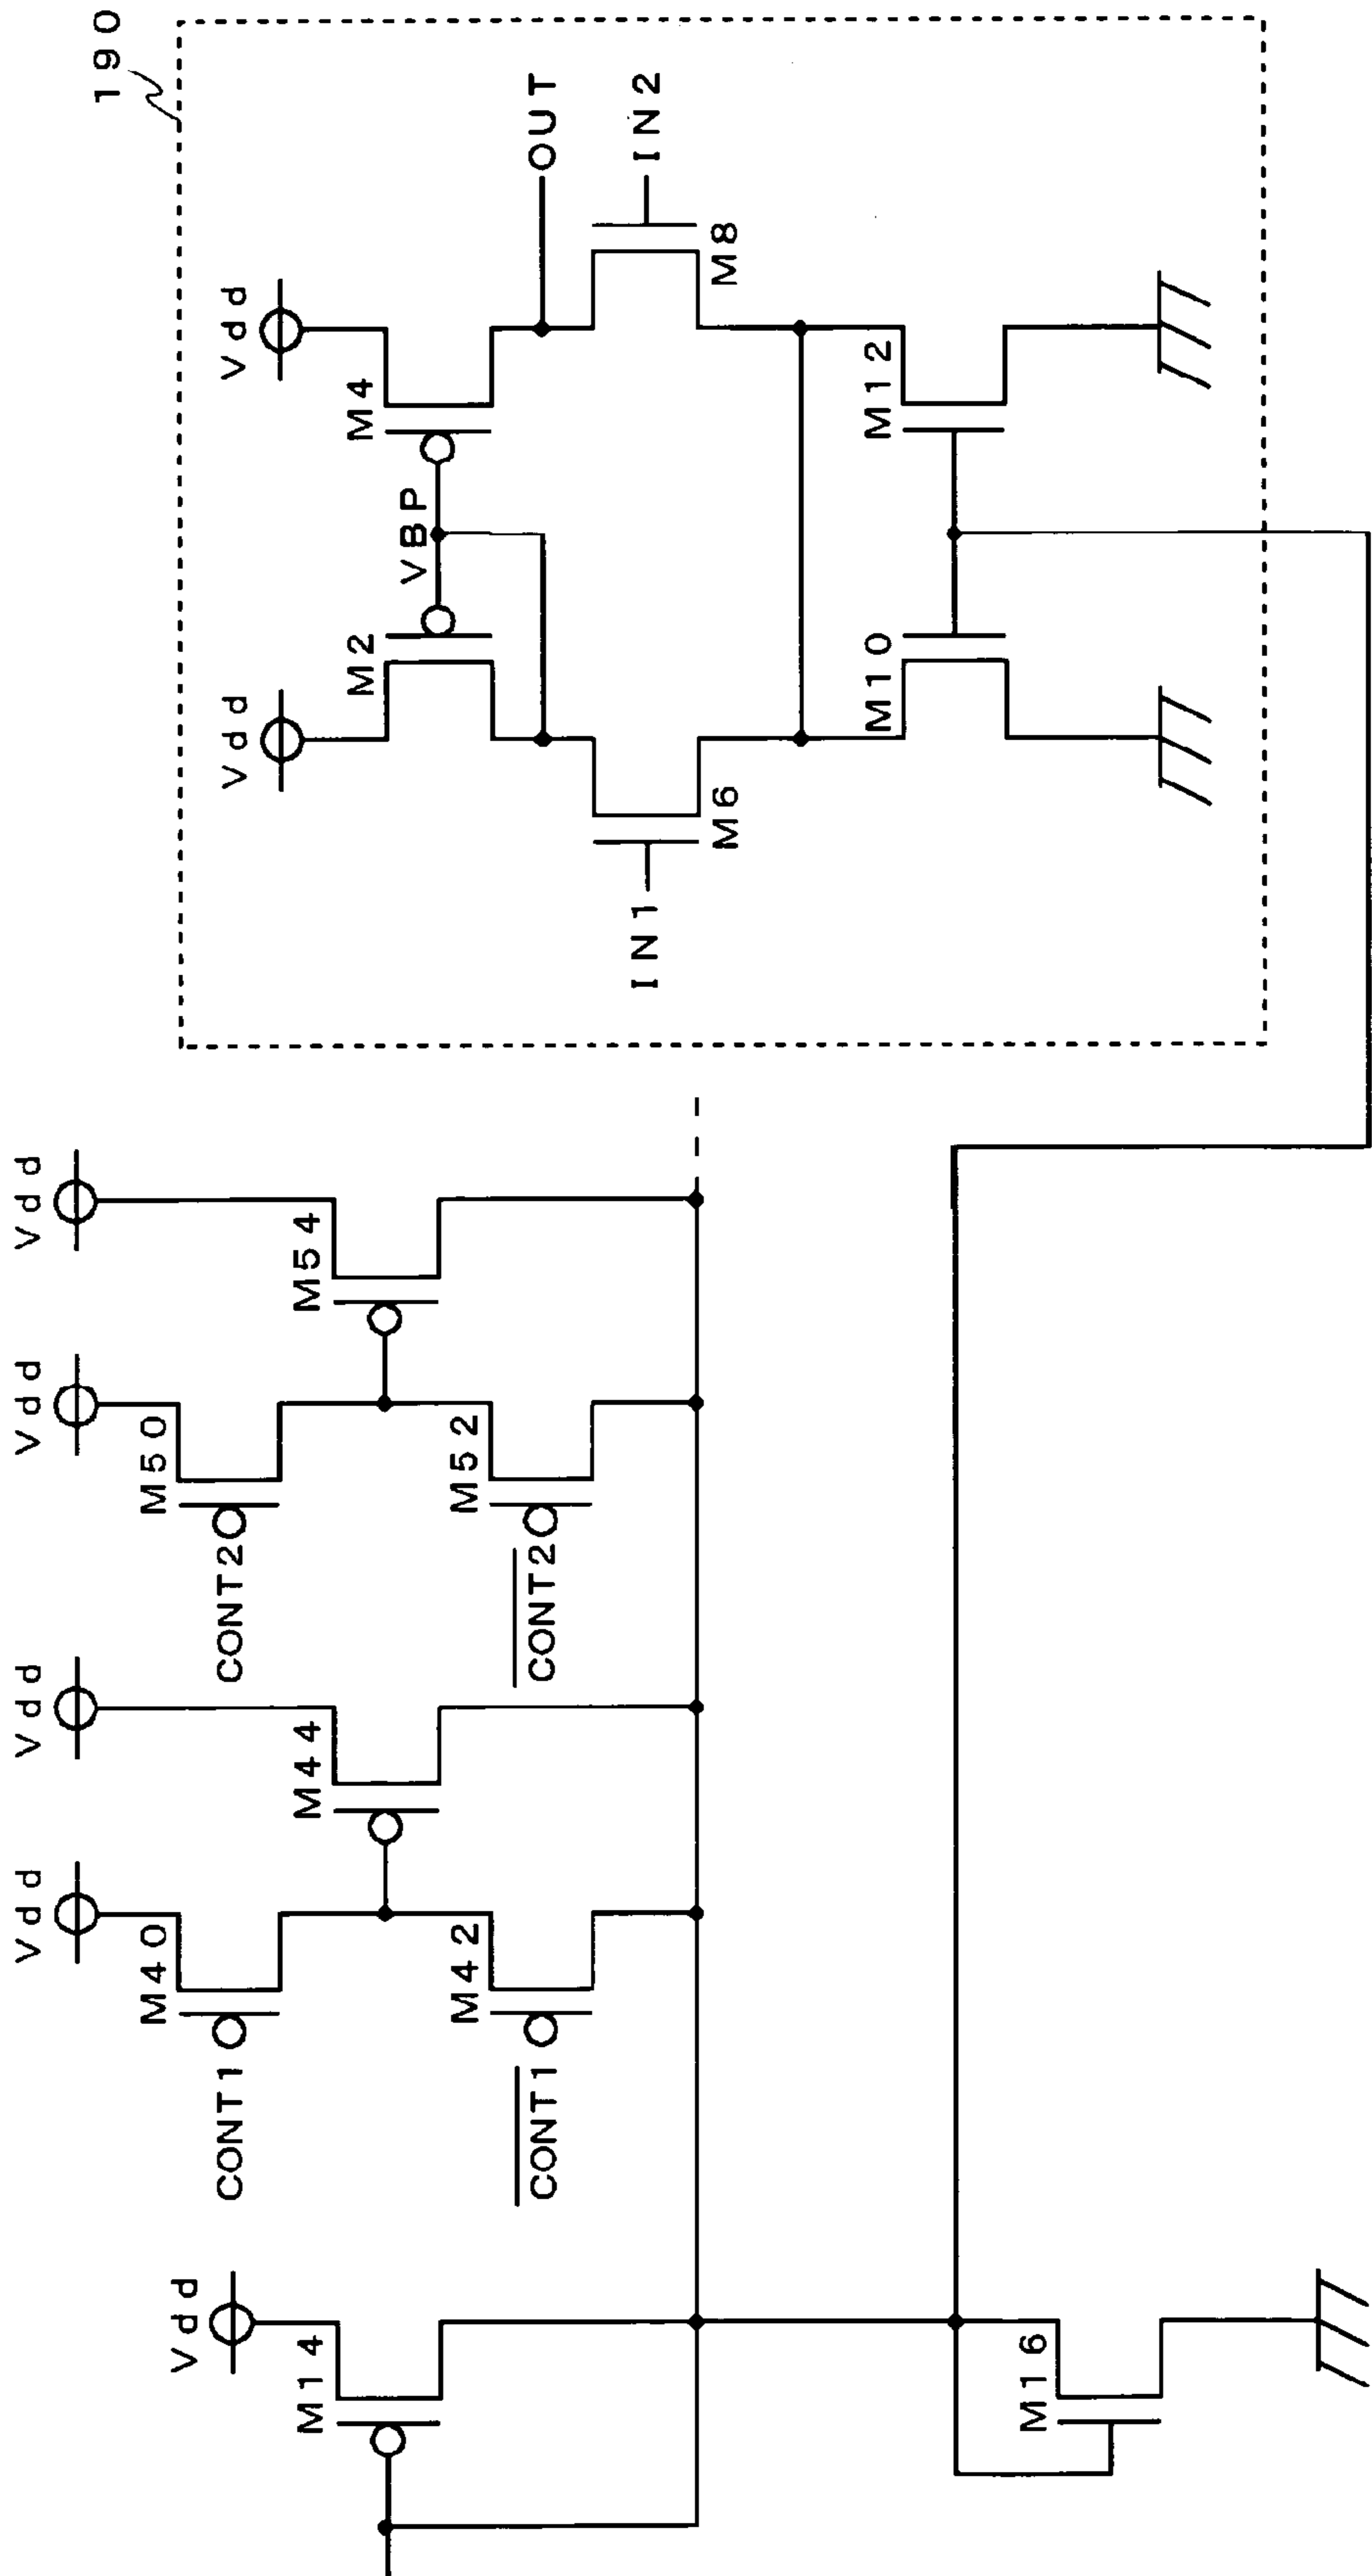 190
Vdd
Vdd
M2
M4
VBP
OUT
IN1
IN2
M6
M8
M10
M12
Vdd
Vdd
Vdd
Vdd
Vdd
M14
M40
M44
M50
M54
CONT1
CONT2
M42
M52
CONT1
CONT2
M16